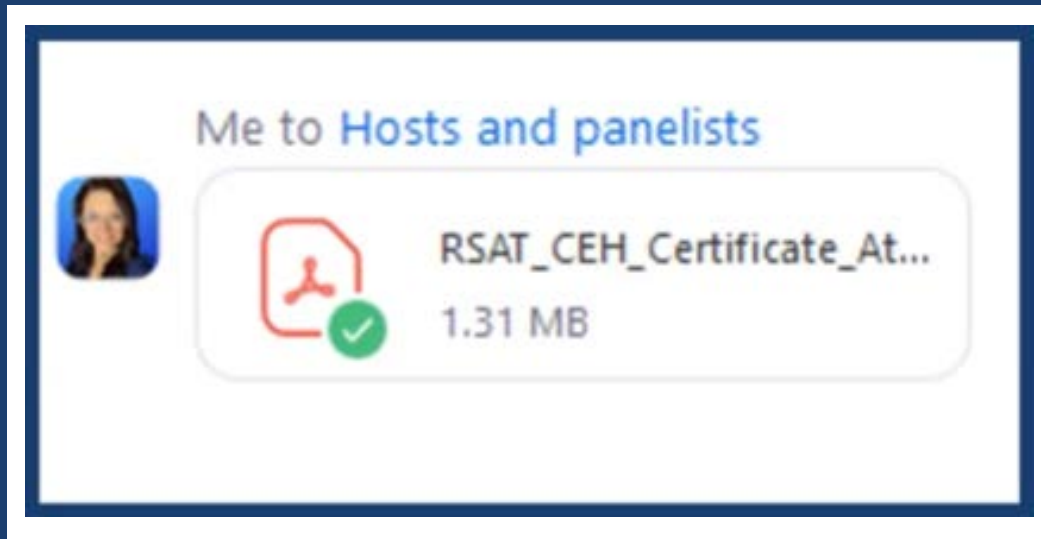 Me to Hosts and panelists
RSAT_CEH_Certificate_At...
1.31 MB